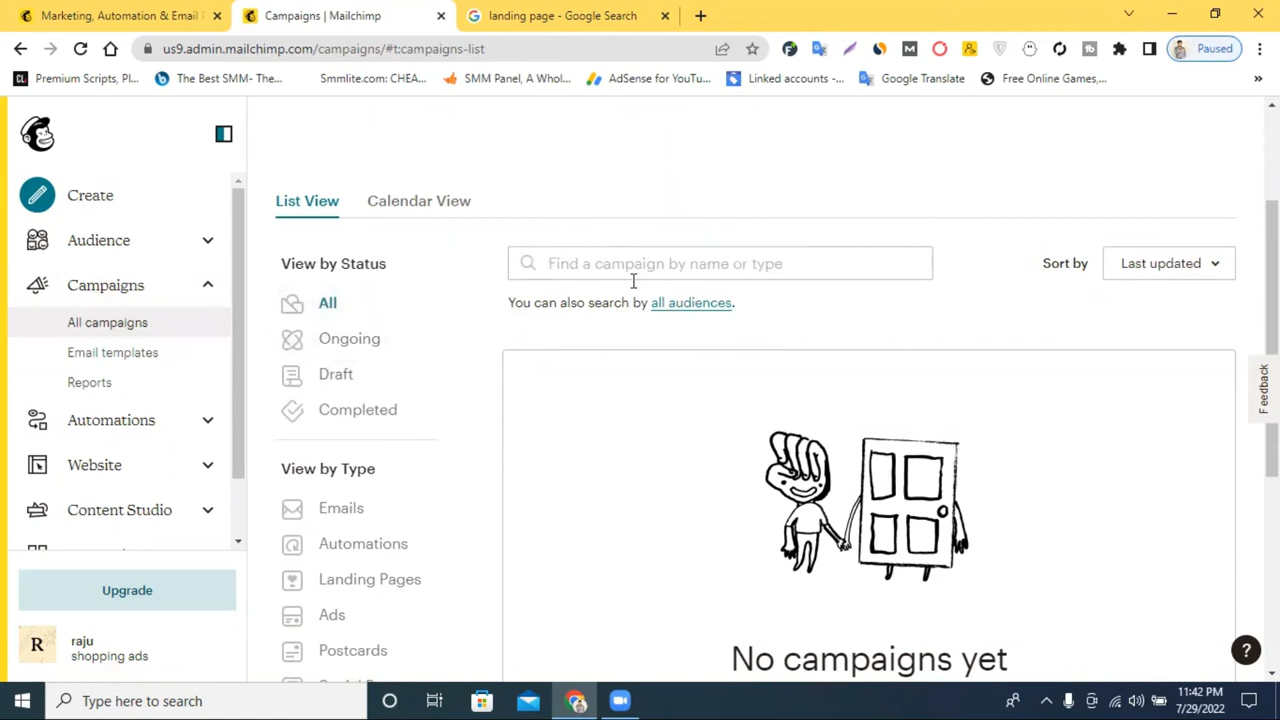 Marketing, Automation & Email
Campaigns | Mailchimp
landing page - Google Search
us9.admin.mailchimp.com/campaigns/#t:campaigns-list
Paused
CL Premium Scripts, Pl...
The Best SMM- The...
Smmlite.com: CHEA...
SMM Panel, A Whol...
AdSense for YouTu...
Linked accounts -...
Google Translate
Free Online Games,...
Create
Audience
Campaigns
All campaigns
Email templates
Reports
Automations
Website
Content Studio
Upgrade
R
raju
shopping ads
List View
Calendar View
View by Status
All
Ongoing
Draft
Completed
View by Type
Emails
Automations
Landing Pages
Ads
Postcards
Find a campaign by name or type
Sort by
Last updated
You can also search by all audiences.
No campaigns yet
Feedback
?
Type here to search
11:42 PM
7/29/2022